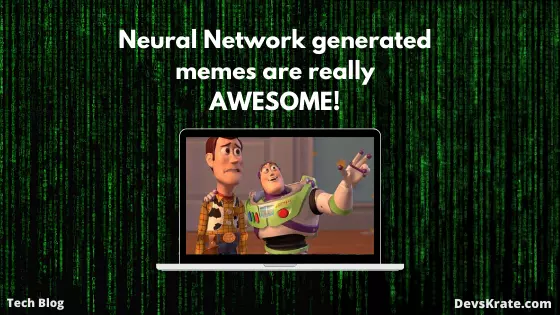 Neural Network generated
memes are really
AWESOME!
Tech Blog
DevsKrate.com